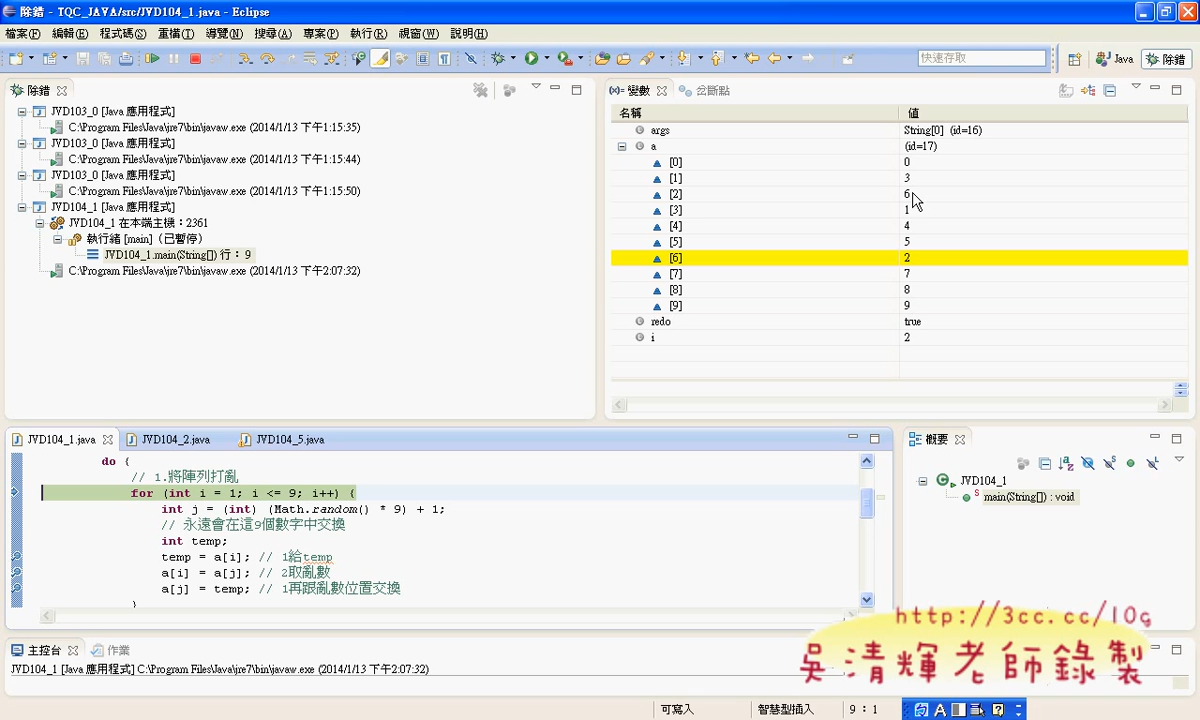 除錯 - TQC_JAVA/src/JVD104_1.java - Eclipse
檔案(F) 編輯(E) 程式碼(S) 重構(T) 導覽(N) 搜尋(A) 專案(P) 執行(R) 視窗(W) 說明(H)
快速存取 Java 除錯
除錯
JVD103_0 [Java 應用程式]
C:\Program Files\Java\jre7\bin\javaw.exe (2014/1/13 下午1:15:35)
JVD103_0 [Java 應用程式]
C:\Program Files\Java\jre7\bin\javaw.exe (2014/1/13 下午1:15:44)
JVD103_0 [Java 應用程式]
C:\Program Files\Java\jre7\bin\javaw.exe (2014/1/13 下午1:15:50)
JVD104_1 [Java 應用程式]
JVD104_1 在本端主機：2361
執行緒 [main]（已暫停）
JVD104_1.main(String[]) 行： 9
C:\Program Files\Java\jre7\bin\javaw.exe (2014/1/13 下午2:07:32)
(x)= 變數 岔斷點
名稱 值
args String[0] (id=16)
a (id=17)
[0] 0
[1] 3
[2] 6
[3] 1
[4] 4
[5] 5
[6] 2
[7] 7
[8] 8
[9] 9
redo true
i 2
JVD104_1.java JVD104_2.java JVD104_5.java
do {
// 1.將陣列打亂
for (int i = 1; i <= 9; i++) {
int j = (int) (Math.random() * 9) + 1;
// 永遠會在這9個數字中交換
int temp;
temp = a[i]; // 1給temp
a[i] = a[j]; // 2取亂數
a[j] = temp; // 1再跟亂數位置交換
}
概要
JVD104_1
main(String[]) : void
主控台 作業
JVD104_1 [Java 應用程式] C:\Program Files\Java\jre7\bin\javaw.exe (2014/1/13 下午2:07:32)
http://3cc.cc/10g
吳清輝老師錄製
可寫入 智慧型插入 9 : 1